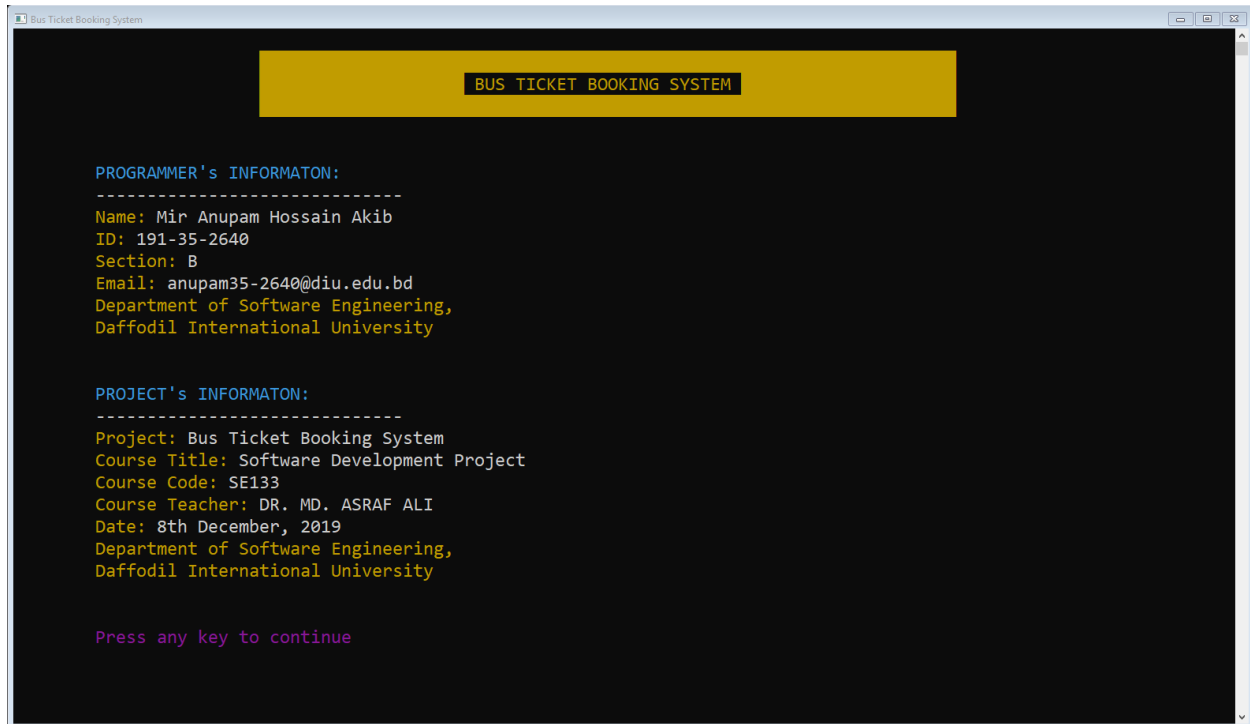 Bus Ticket Booking System
BUS TICKET BOOKING SYSTEM
PROGRAMMER's INFORMATON:
------------------------------
Name: Mir Anupam Hossain Akib
ID: 191-35-2640
Section: B
Email: anupam35-2640@diu.edu.bd
Department of Software Engineering,
Daffodil International University
PROJECT's INFORMATON:
------------------------------
Project: Bus Ticket Booking System
Course Title: Software Development Project
Course Code: SE133
Course Teacher: DR. MD. ASRAF ALI
Date: 8th December, 2019
Department of Software Engineering,
Daffodil International University
Press any key to continue